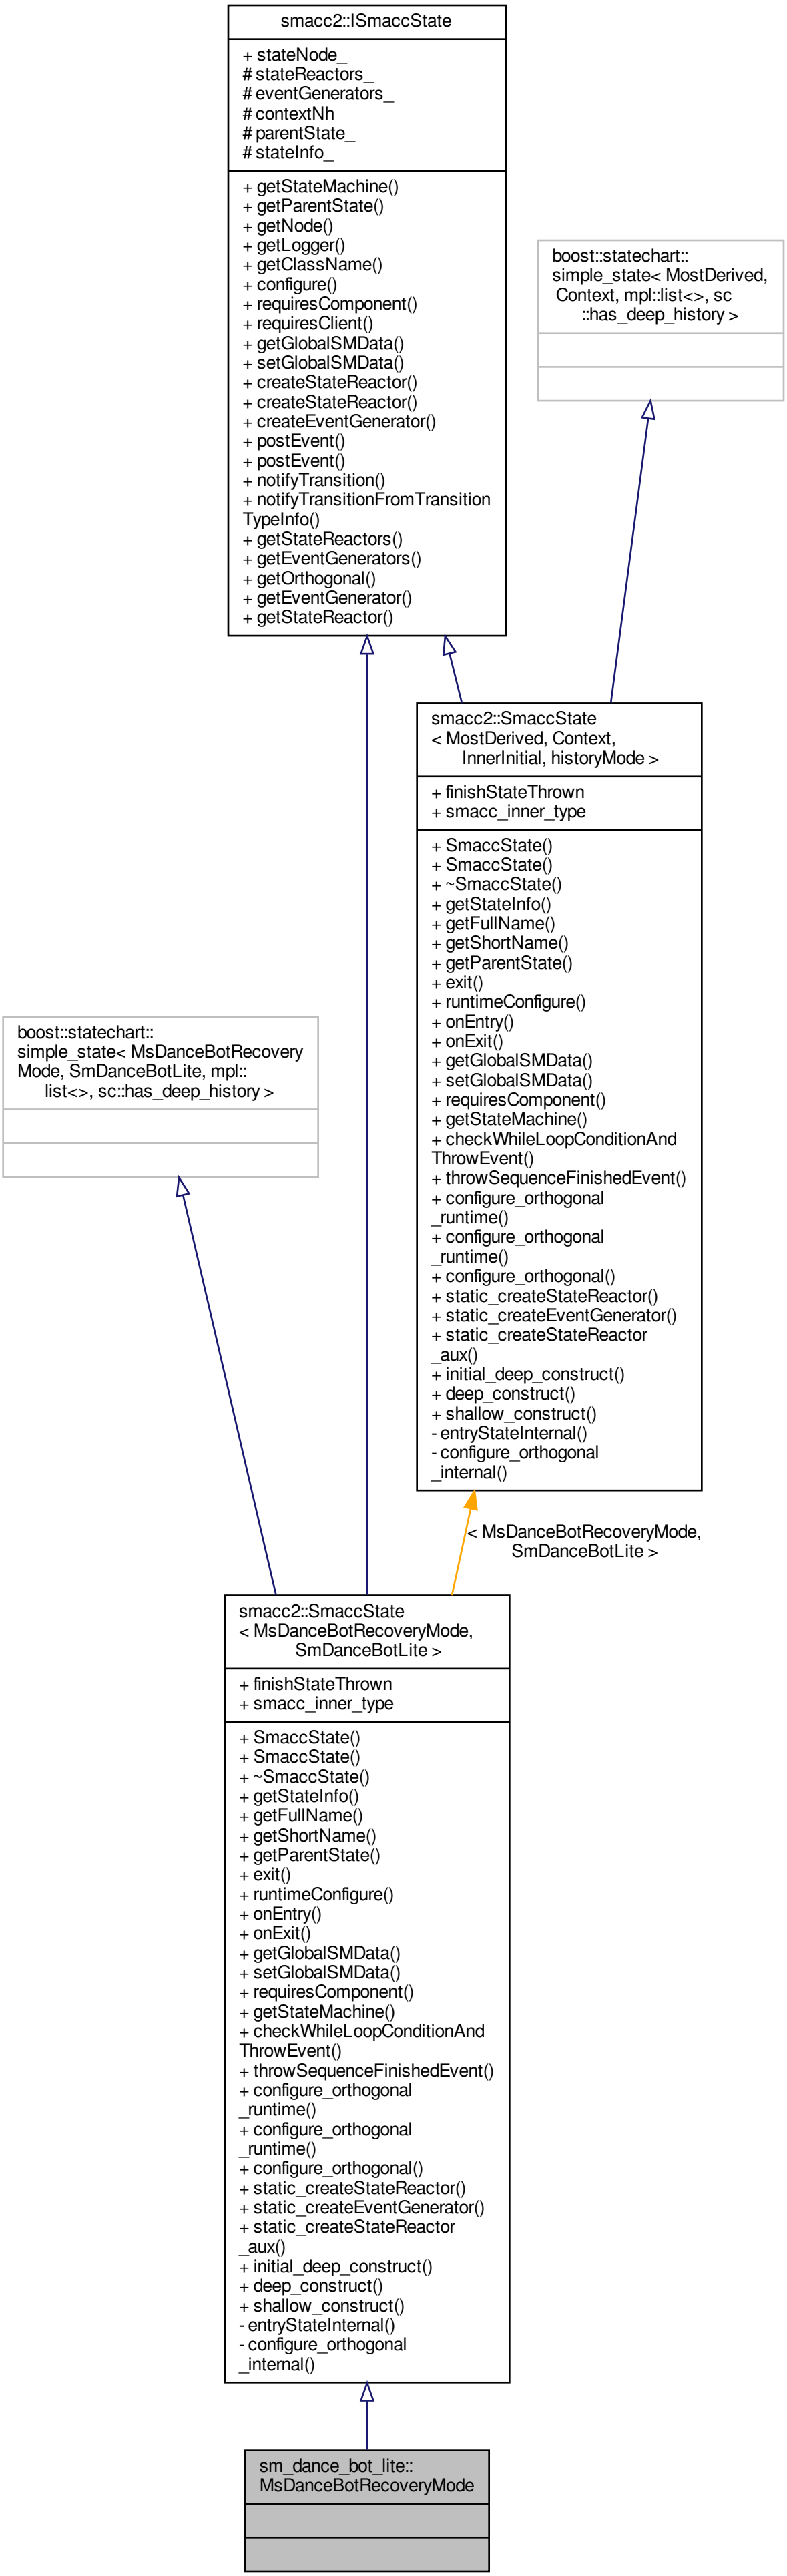 smacc2::ISmaccState
+ stateNode_
# stateReactors_
# eventGenerators_
# contextNh
# parentState_
# stateInfo_
+ getStateMachine()
+ getParentState()
+ getNode()
+ getLogger()
+ getClassName()
+ configure()
+ requiresComponent()
+ requiresClient()
+ getGlobalSMData()
+ setGlobalSMData()
+ createStateReactor()
+ createStateReactor()
+ createEventGenerator()
+ postEvent()
+ postEvent()
+ notifyTransition()
+ notifyTransitionFromTransition
TypeInfo()
+ getStateReactors()
+ getEventGenerators()
+ getOrthogonal()
+ getEventGenerator()
+ getStateReactor()
boost::statechart::
simple_state< MostDerived,
Context, mpl::list<>, sc
::has_deep_history >
smacc2::SmaccState
< MostDerived, Context,
InnerInitial, historyMode >
+ finishStateThrown
+ smacc_inner_type
+ SmaccState()
+ SmaccState()
+ ~SmaccState()
+ getStateInfo()
+ getFullName()
+ getShortName()
+ getParentState()
+ exit()
+ runtimeConfigure()
+ onEntry()
+ onExit()
+ getGlobalSMData()
+ setGlobalSMData()
+ requiresComponent()
+ getStateMachine()
+ checkWhileLoopConditionAnd
ThrowEvent()
+ throwSequenceFinishedEvent()
+ configure_orthogonal
_runtime()
+ configure_orthogonal
_runtime()
+ configure_orthogonal()
+ static_createStateReactor()
+ static_createEventGenerator()
+ static_createStateReactor
_aux()
+ initial_deep_construct()
+ deep_construct()
+ shallow_construct()
- entryStateInternal()
- configure_orthogonal
_internal()
boost::statechart::
simple_state< MsDanceBotRecovery
Mode, SmDanceBotLite, mpl::
list<>, sc::has_deep_history >
< MsDanceBotRecoveryMode,
SmDanceBotLite >
smacc2::SmaccState
< MsDanceBotRecoveryMode,
SmDanceBotLite >
+ finishStateThrown
+ smacc_inner_type
+ SmaccState()
+ SmaccState()
+ ~SmaccState()
+ getStateInfo()
+ getFullName()
+ getShortName()
+ getParentState()
+ exit()
+ runtimeConfigure()
+ onEntry()
+ onExit()
+ getGlobalSMData()
+ setGlobalSMData()
+ requiresComponent()
+ getStateMachine()
+ checkWhileLoopConditionAnd
ThrowEvent()
+ throwSequenceFinishedEvent()
+ configure_orthogonal
_runtime()
+ configure_orthogonal
_runtime()
+ configure_orthogonal()
+ static_createStateReactor()
+ static_createEventGenerator()
+ static_createStateReactor
_aux()
+ initial_deep_construct()
+ deep_construct()
+ shallow_construct()
- entryStateInternal()
- configure_orthogonal
_internal()
sm_dance_bot_lite::
MsDanceBotRecoveryMode